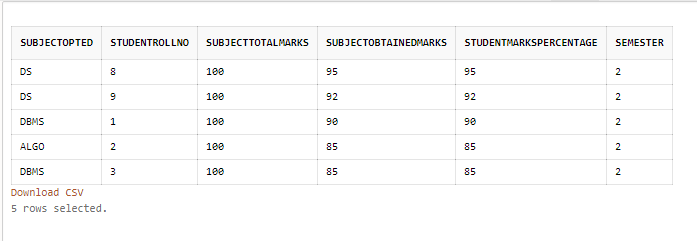 SUBJECTOPTED STUDENTROLLNO SUBJECTTOTALMARKS SUBJECTOBTAINEDMARKS STUDENTMARKSPERCENTAGE SEMESTER
DS 8 100 95 95 2
DS 9 100 92 92 2
DBMS 1 100 90 90 2
ALGO 2 100 85 85 2
DBMS 3 100 85 85 2
Download CSV
5 rows selected.